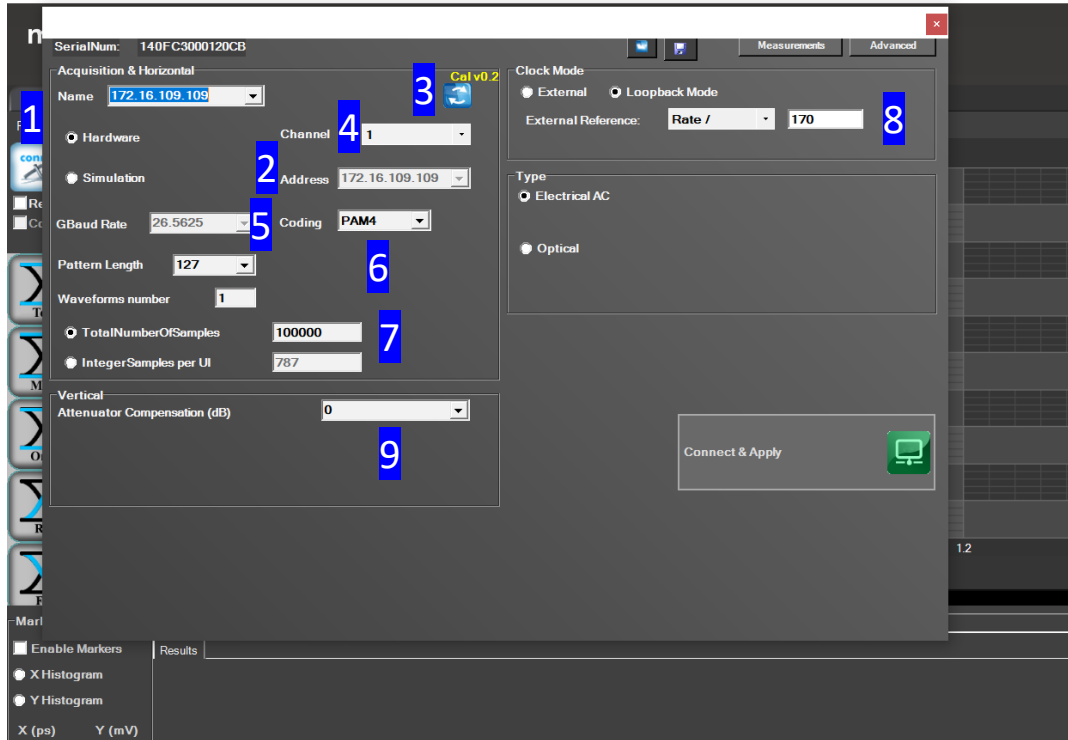 SerialNum: 140FC3000120CB
Measurements Advanced
Acquisition & Horizontal
Cal v0.2
Name 172.16.109.109
3
1
Hardware
Channel 4 1
Simulation
2
Address 172.16.109.109
GBaud Rate 26.5625
5
Coding PAM4
Pattern Length 127
6
Waveforms number 1
TotalNumberOfSamples 100000
7
IntegerSamples per UI 787
Vertical
Attenuator Compensation (dB) 0
9
Clock Mode
External Loopback Mode
External Reference: Rate / 170
8
Type
Electrical AC
Optical
Connect & Apply
1.2
Enable Markers
Results
X Histogram
Y Histogram
X (ps) Y (mV)